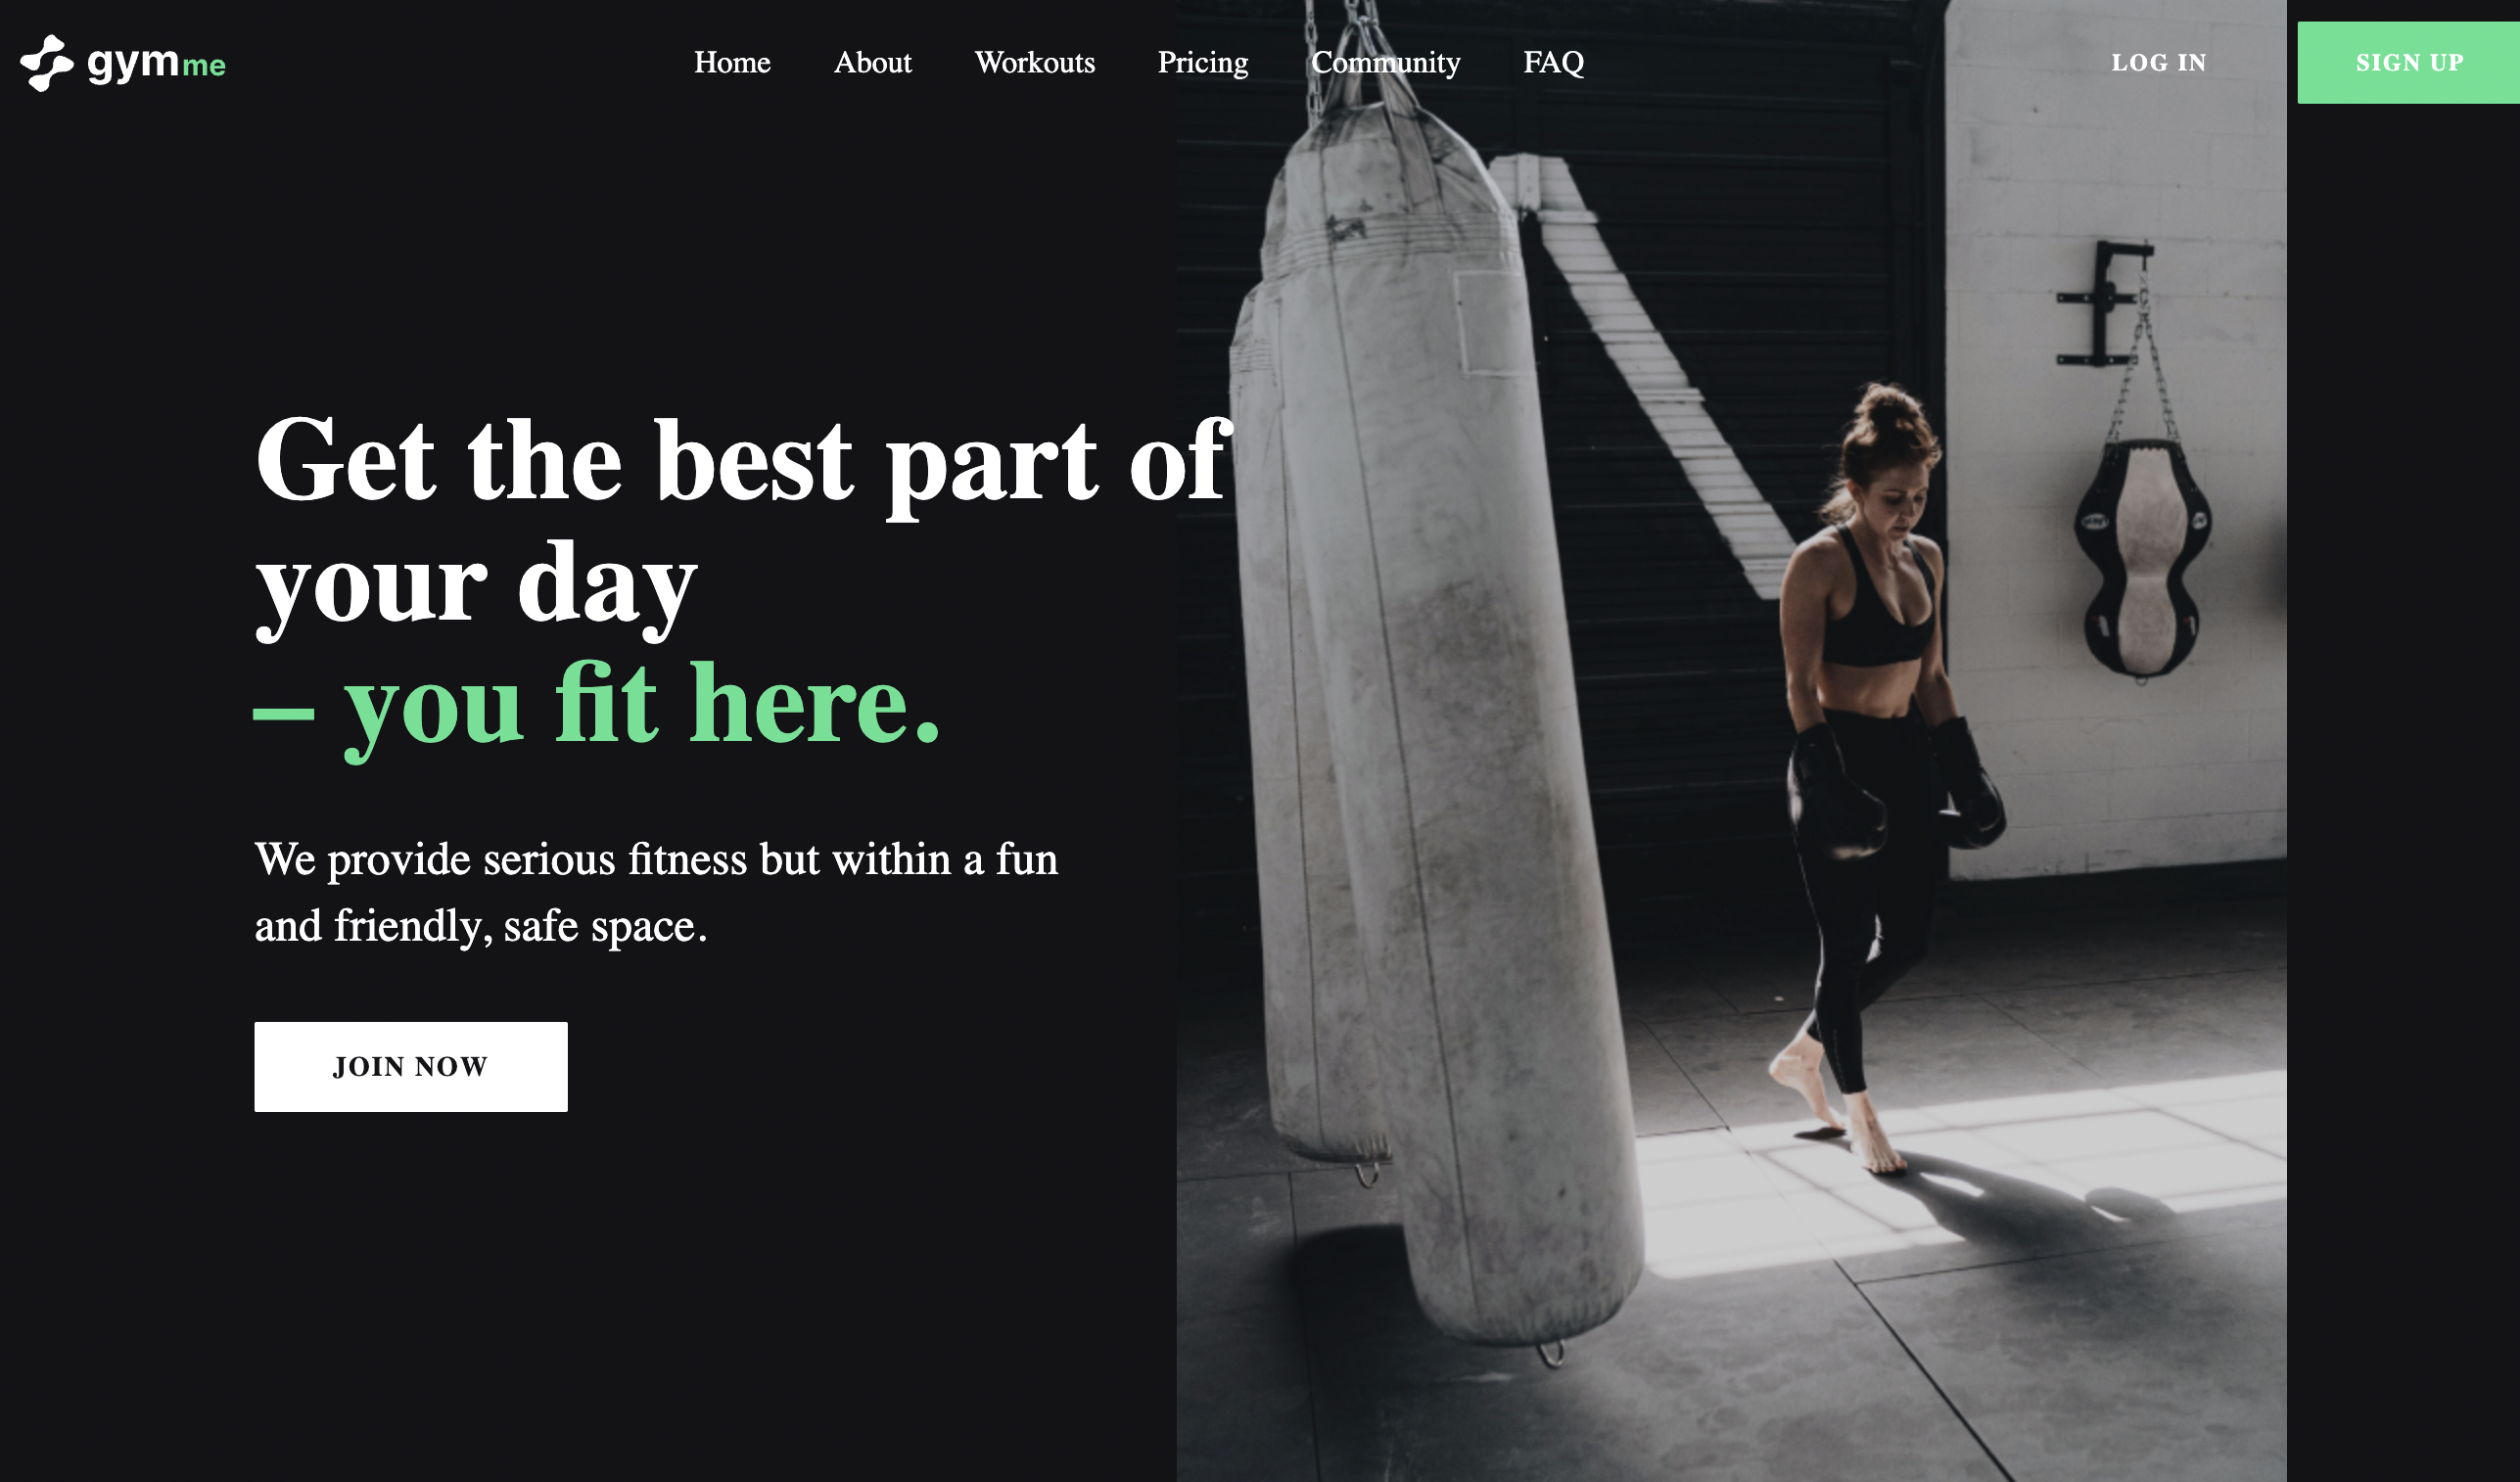 gymme
Home About Workouts Pricing Community FAQ
LOG IN
SIGN UP
Get the best part of
your day
– you fit here.
We provide serious fitness but within a fun
and friendly, safe space.
JOIN NOW